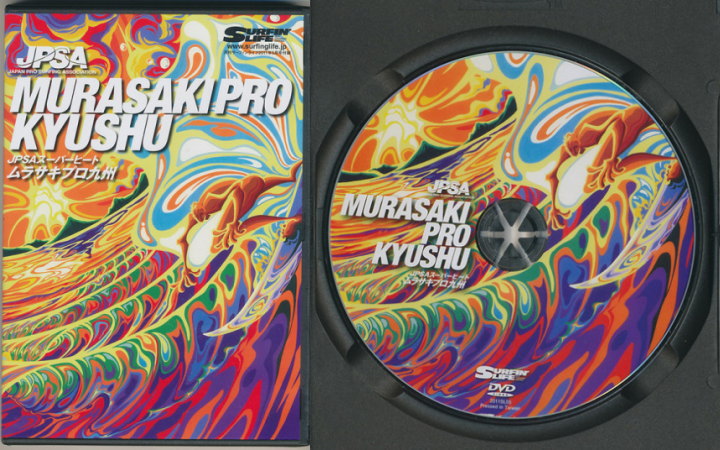 JPSA
JAPAN PRO SURFING ASSOCIATION
SURFIN' LIFE
www.surfinglife.jp
MURASAKI PRO
KYUSHU
JPSAスーパーヒート
ムラサキプロ九州
JPSA
MURASAKI
PRO
KYUSHU
JPSAスーパーヒート
ムラサキプロ九州
SURFIN'
LIFE
DVD
VIDEO
Pressed in Taiwan